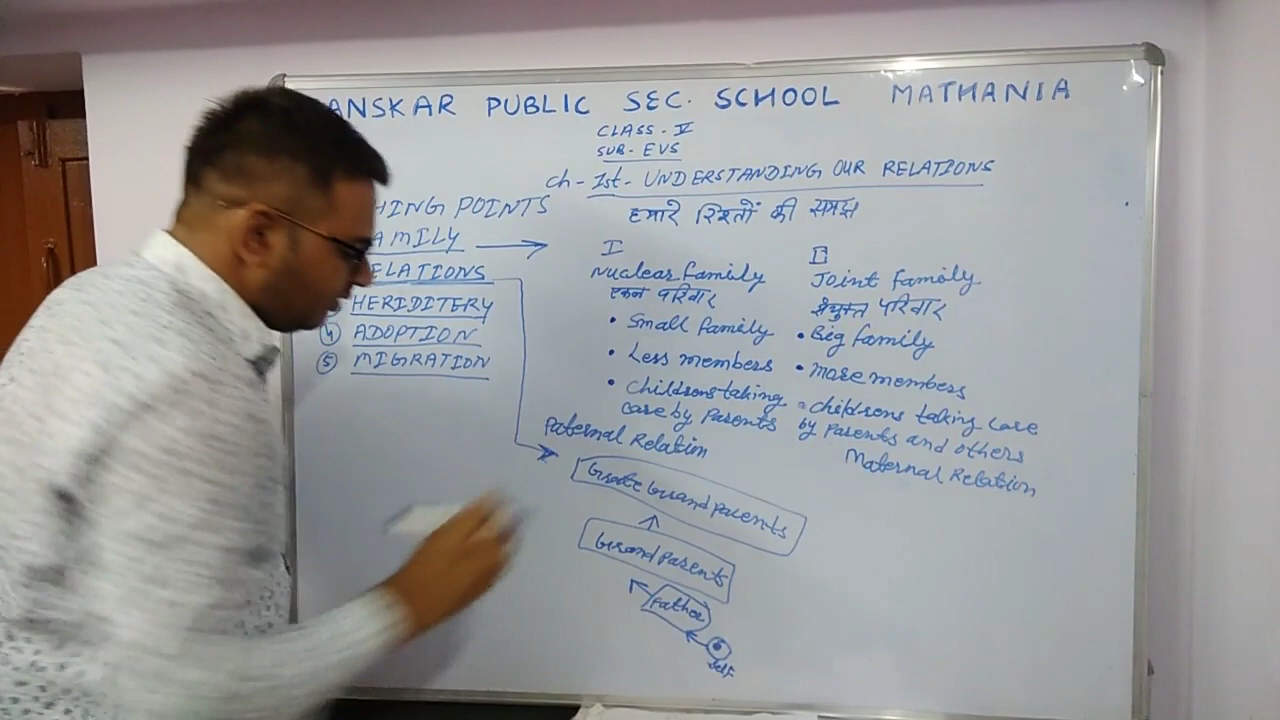 ANSKAR PUBLIC SEC. SCHOOL MATHANIA
CLASS - V
SUB - EVS
Ch - 1st - UNDERSTANDING OUR RELATIONS
हमारे रिश्तों की समझ
HING POINTS
AMILY
ELATIONS
HERIDITERY
④ ADOPTION
⑤ MIGRATION
I
Nuclear family
एकल परिवार
• Small family
• Less members
• Childrens taking
care by Parents
II
Joint family
संयुक्त परिवार
• Big family
• More members
• childrens taking care
by Parents and others
Paternal Relation
Maternal Relation
Greate Grand parents
Grand Parents
Father
Self